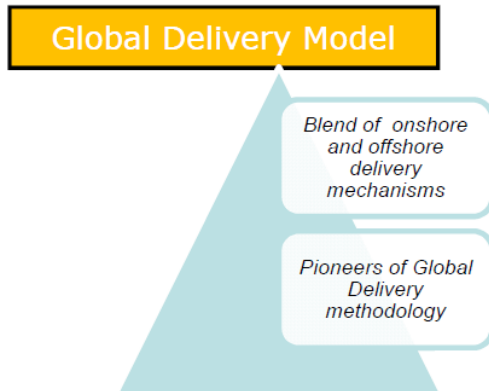 Global Delivery Model
Blend of onshore
and offshore
delivery
mechanisms
Pioneers of Global
Delivery
methodology